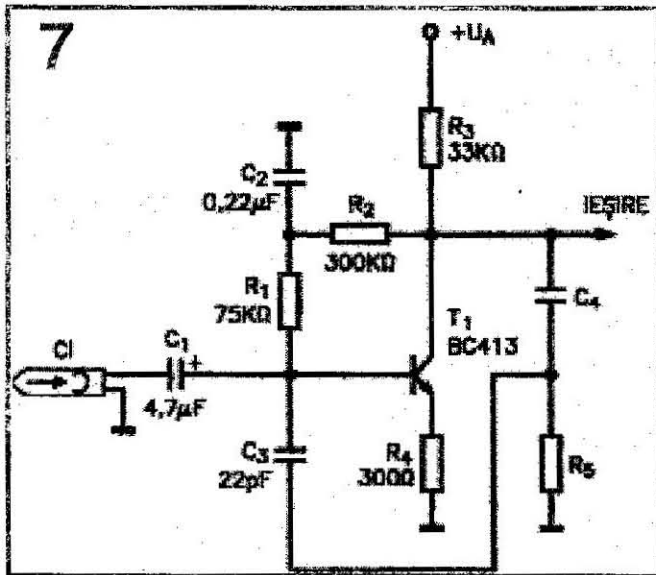 7
+UA
R3
33KΩ
C2
0,22µF
R2
300KΩ
IEŞIRE
R1
75KΩ
C4
T1
BC413
CI
C1
+
4,7µF
C3
22pF
R4
300Ω
R5